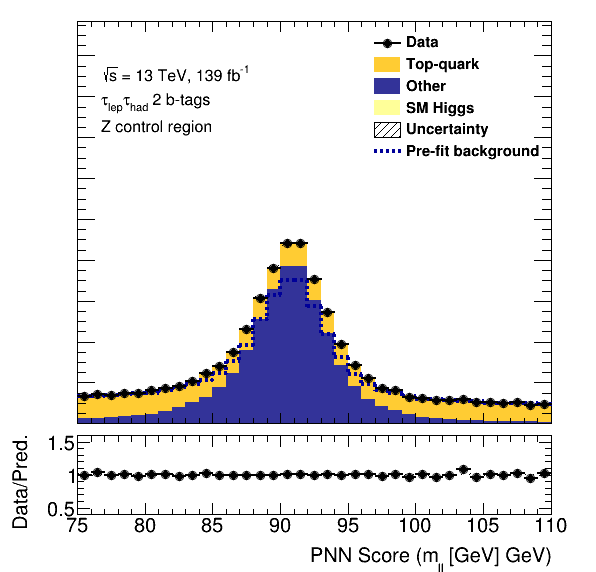 Data
Top-quark
Other
SM Higgs
Uncertainty
Pre-fit background
√s = 13 TeV, 139 fb⁻¹
τlepτhad 2 b-tags
Z control region
Data/Pred.
1.5
1
0.5
75 80 85 90 95 100 105 110
PNN Score (mll [GeV] GeV)